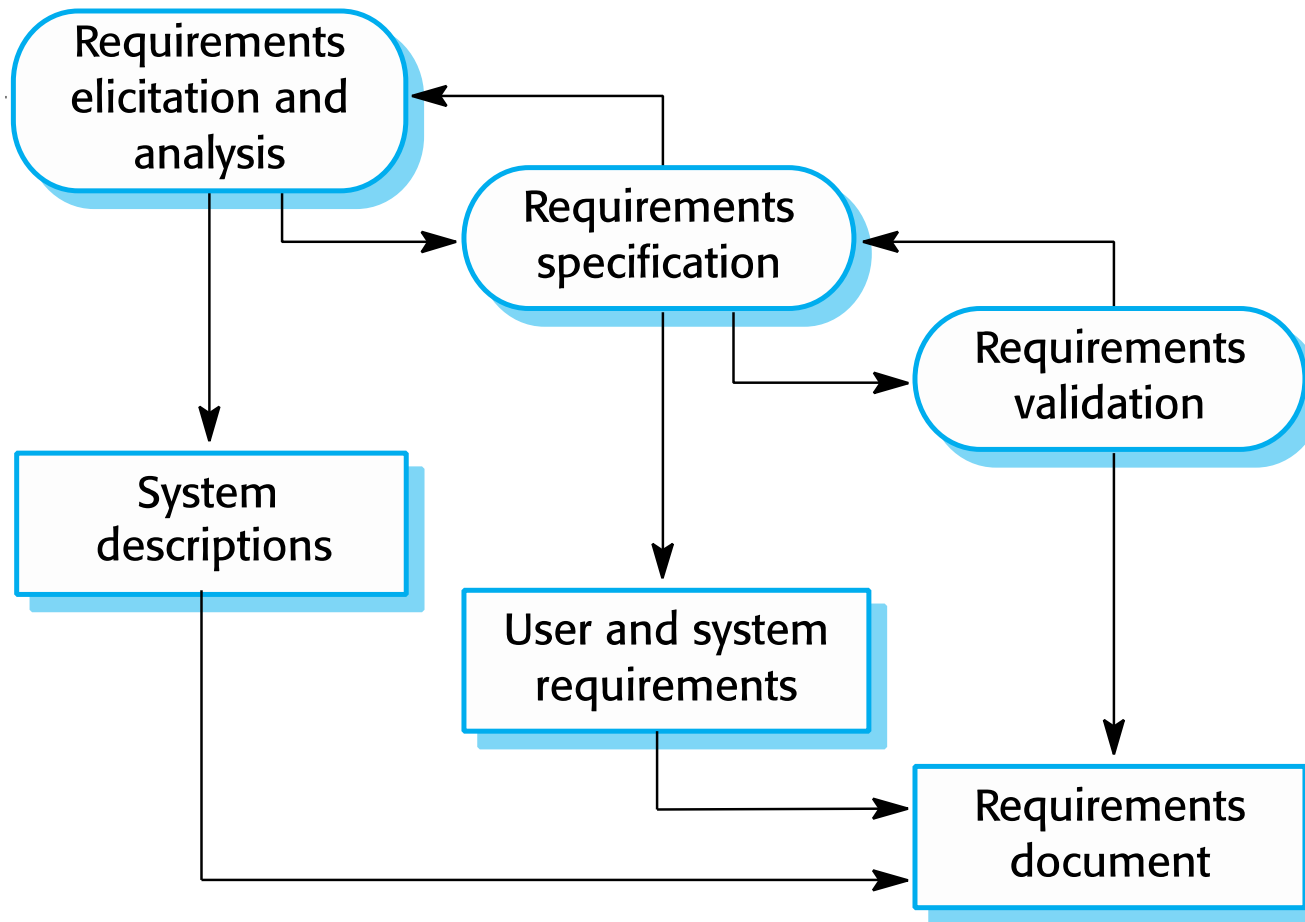 Requirements
elicitation and
analysis
Requirements
specification
Requirements
validation
System
descriptions
User and system
requirements
Requirements
document